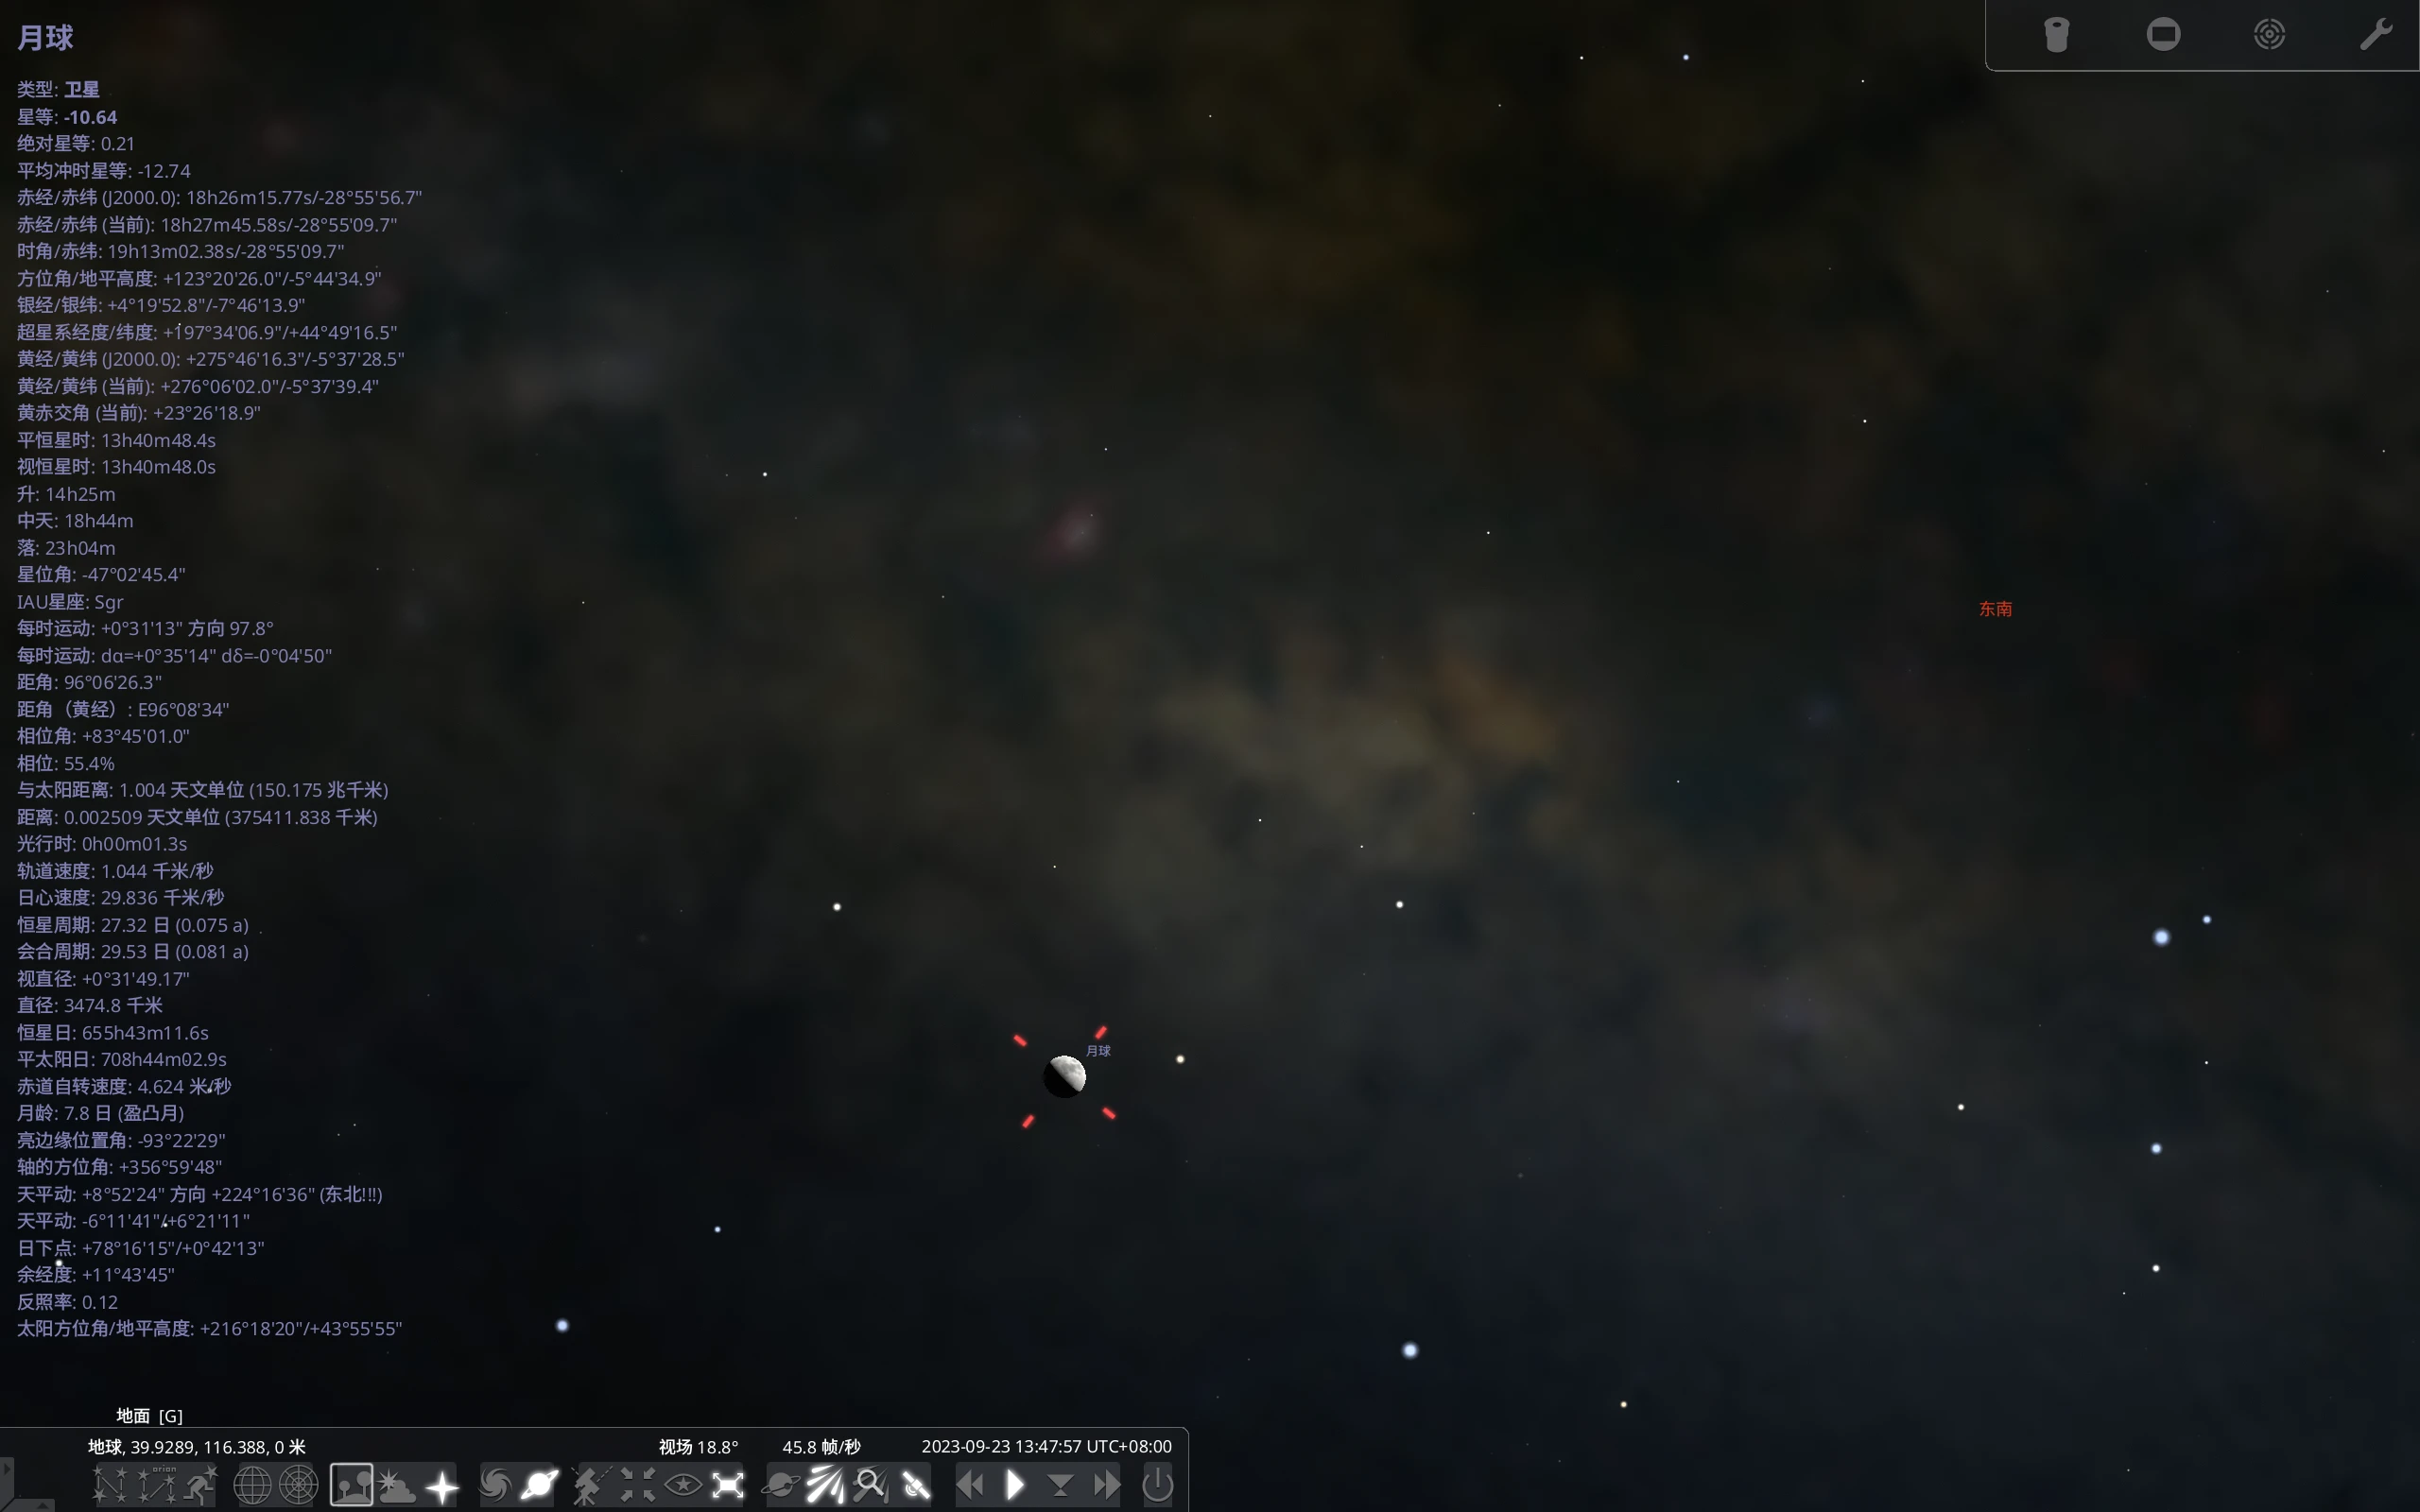 月球
类型: 卫星
星等: -10.64
绝对星等: 0.21
平均冲时星等: -12.74
赤经/赤纬 (J2000.0): 18h26m15.77s/-28°55'56.7"
赤经/赤纬 (当前): 18h27m45.58s/-28°55'09.7"
时角/赤纬: 19h13m02.38s/-28°55'09.7"
方位角/地平高度: +123°20'26.0"/-5°44'34.9"
银经/银纬: +4°19'52.8"/-7°46'13.9"
超星系经度/纬度: +197°34'06.9"/+44°49'16.5"
黄经/黄纬 (J2000.0): +275°46'16.3"/-5°37'28.5"
黄经/黄纬 (当前): +276°06'02.0"/-5°37'39.4"
黄赤交角 (当前): +23°26'18.9"
平恒星时: 13h40m48.4s
视恒星时: 13h40m48.0s
升: 14h25m
中天: 18h44m
落: 23h04m
星位角: -47°02'45.4"
IAU星座: Sgr
每时运动: +0°31'13" 方向 97.8°
每时运动: dα=+0°35'14" dδ=-0°04'50"
距角: 96°06'26.3"
距角（黄经）: E96°08'34"
相位角: +83°45'01.0"
相位: 55.4%
与太阳距离: 1.004 天文单位 (150.175 兆千米)
距离: 0.002509 天文单位 (375411.838 千米)
光行时: 0h00m01.3s
轨道速度: 1.044 千米/秒
日心速度: 29.836 千米/秒
恒星周期: 27.32 日 (0.075 a)
会合周期: 29.53 日 (0.081 a)
视直径: +0°31'49.17"
直径: 3474.8 千米
恒星日: 655h43m11.6s
平太阳日: 708h44m02.9s
赤道自转速度: 4.624 米/秒
月龄: 7.8 日 (盈凸月)
亮边缘位置角: -93°22'29"
轴的方位角: +356°59'48"
天平动: +8°52'24" 方向 +224°16'36" (东北!!!)
天平动: -6°11'41"/+6°21'11"
日下点: +78°16'15"/+0°42'13"
余经度: +11°43'45"
反照率: 0.12
太阳方位角/地平高度: +216°18'20"/+43°55'55"
东南
月球
地面 [G]
地球, 39.9289, 116.388, 0 米 视场 18.8° 45.8 帧/秒 2023-09-23 13:47:57 UTC+08:00
orion